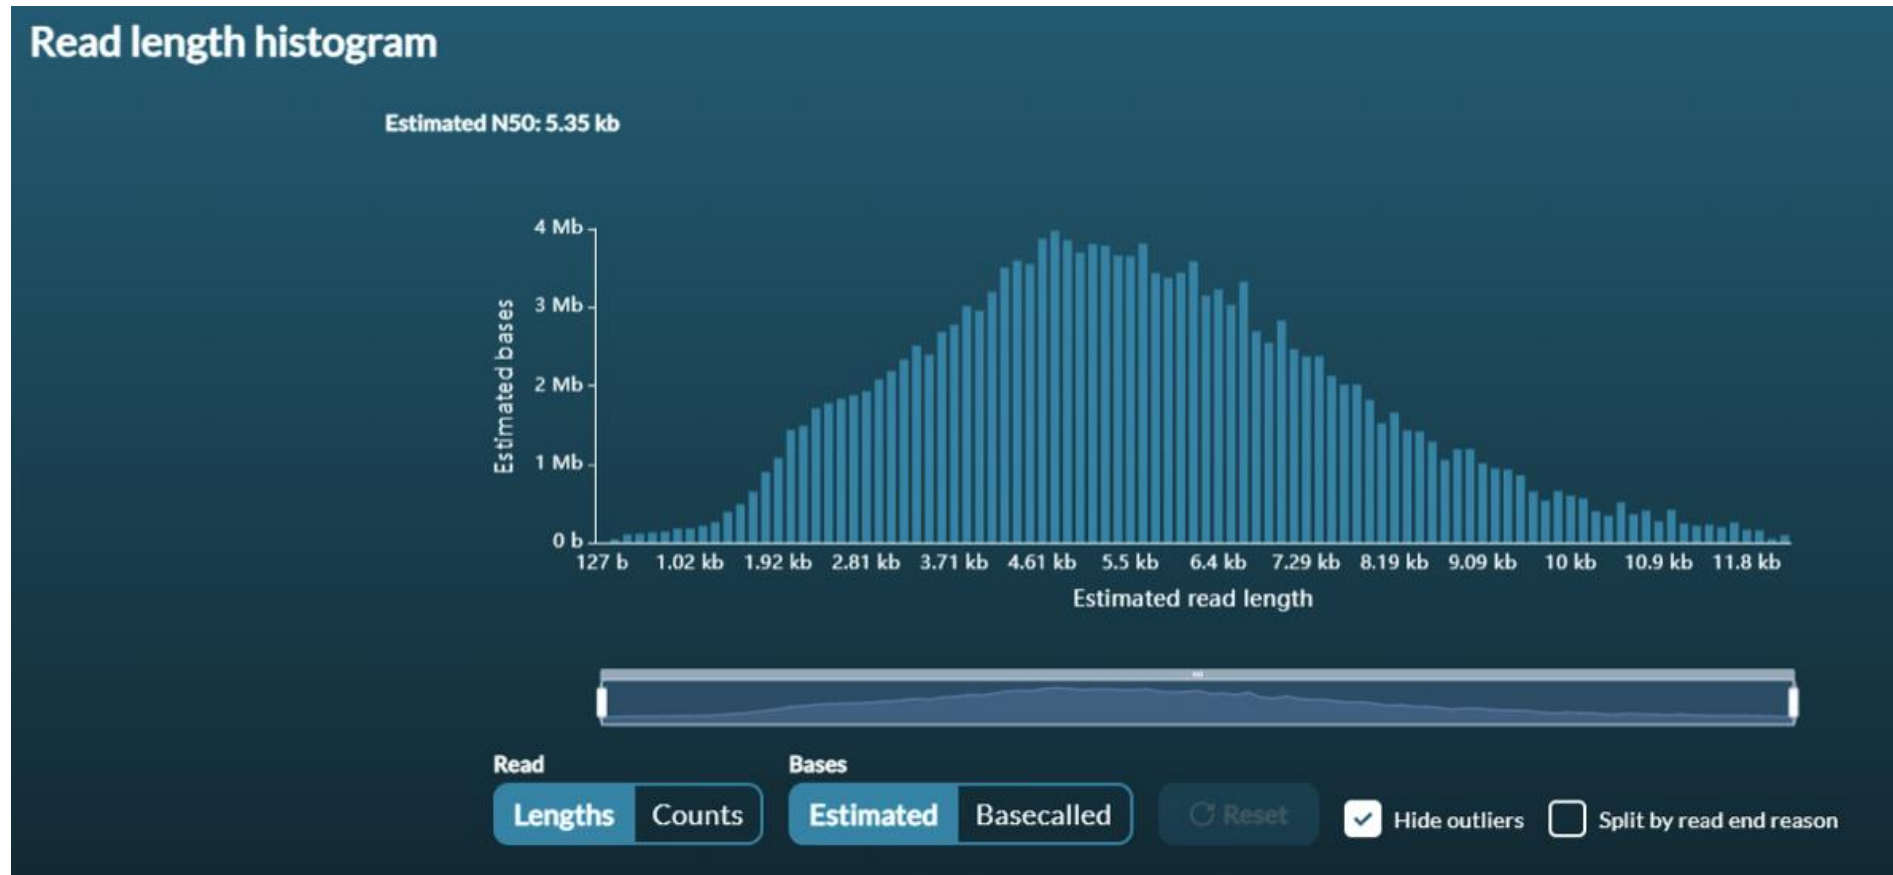 Read length histogram
Estimated N50: 5.35 kb
4 Mb
3 Mb
2 Mb
1 Mb
0 b
Estimated bases
127 b 1.02 kb 1.92 kb 2.81 kb 3.71 kb 4.61 kb 5.5 kb 6.4 kb 7.29 kb 8.19 kb 9.09 kb 10 kb 10.9 kb 11.8 kb
Estimated read length
Read Bases
Lengths Counts Estimated Basecalled Reset Hide outliers Split by read end reason